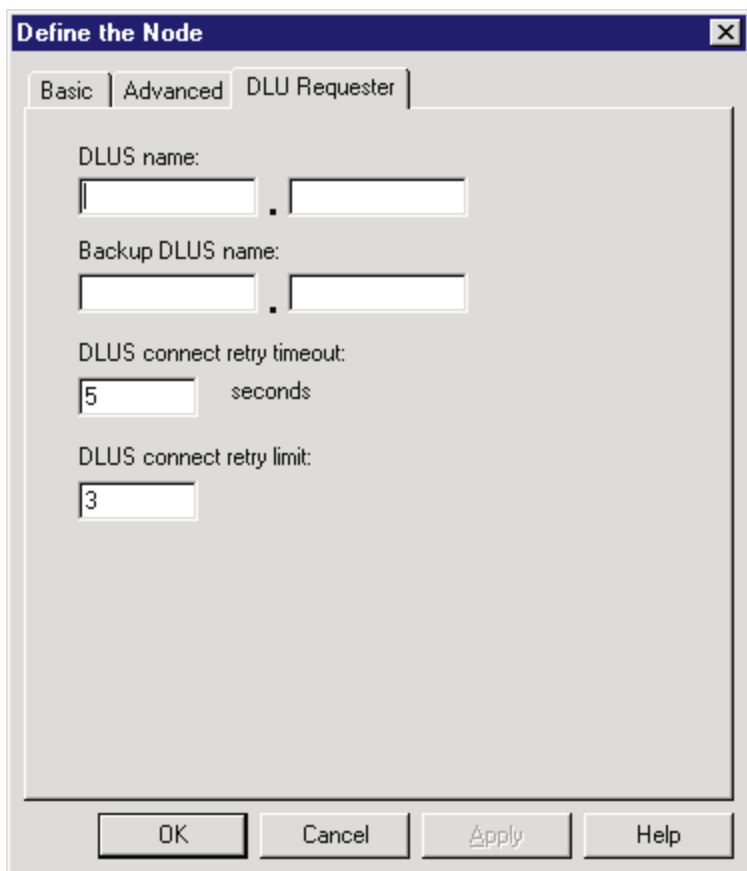 Define the Node
Basic Advanced DLU Requester
DLUS name:
.
Backup DLUS name:
.
DLUS connect retry timeout:
5 seconds
DLUS connect retry limit:
3
OK Cancel Apply Help